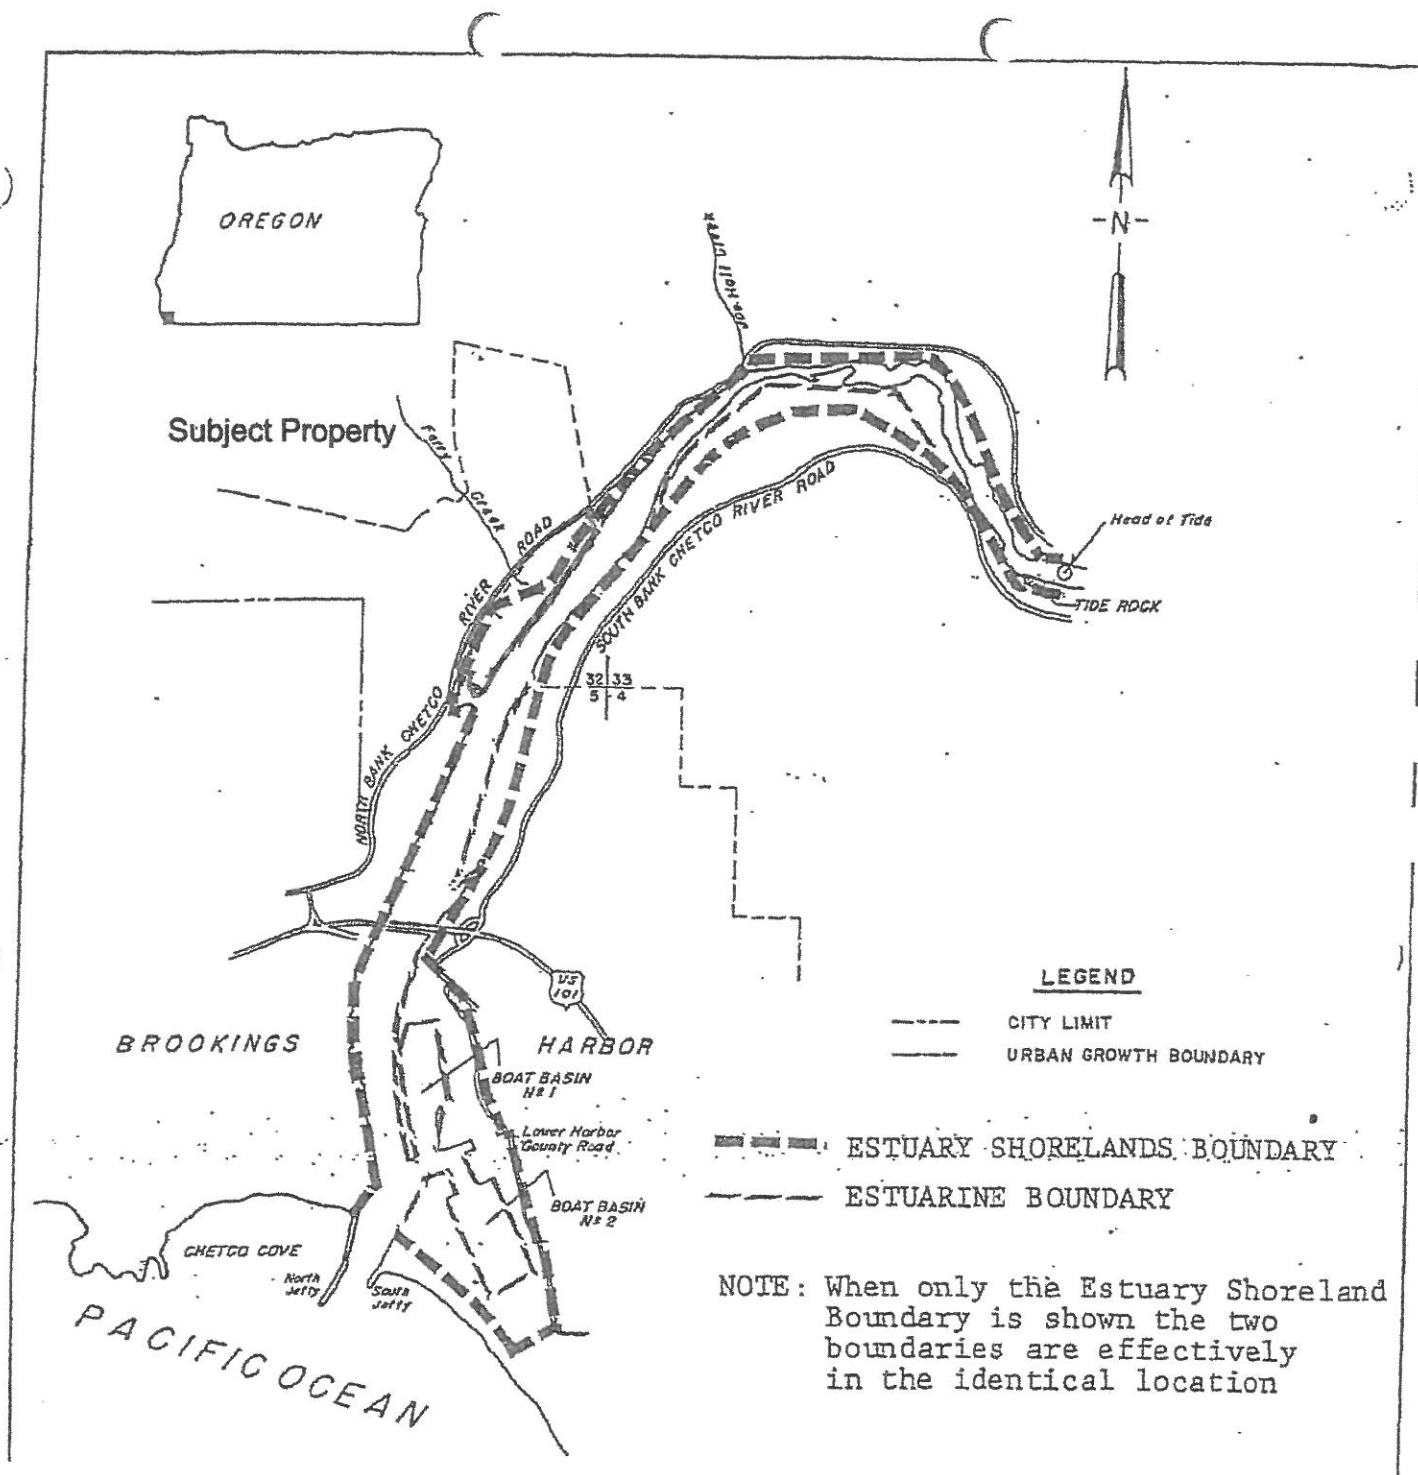 OREGON
-N-
Joe Hall Creek
Subject Property
Ferry
Creek
NORTH BANK CHETCO RIVER ROAD
SOUTH BANK CHETCO RIVER ROAD
Head of Tide
TIDE ROCK
32 33
5 4
US
101
BROOKINGS
HARBOR
BOAT BASIN
Nº 1
Lower Harbor
County Road
BOAT BASIN
Nº 2
CHETCO COVE
North
Jetty
South
Jetty
PACIFIC OCEAN
LEGEND
CITY LIMIT
URBAN GROWTH BOUNDARY
ESTUARY SHORELANDS BOUNDARY
ESTUARINE BOUNDARY
NOTE: When only the Estuary Shoreland
Boundary is shown the two
boundaries are effectively
in the identical location